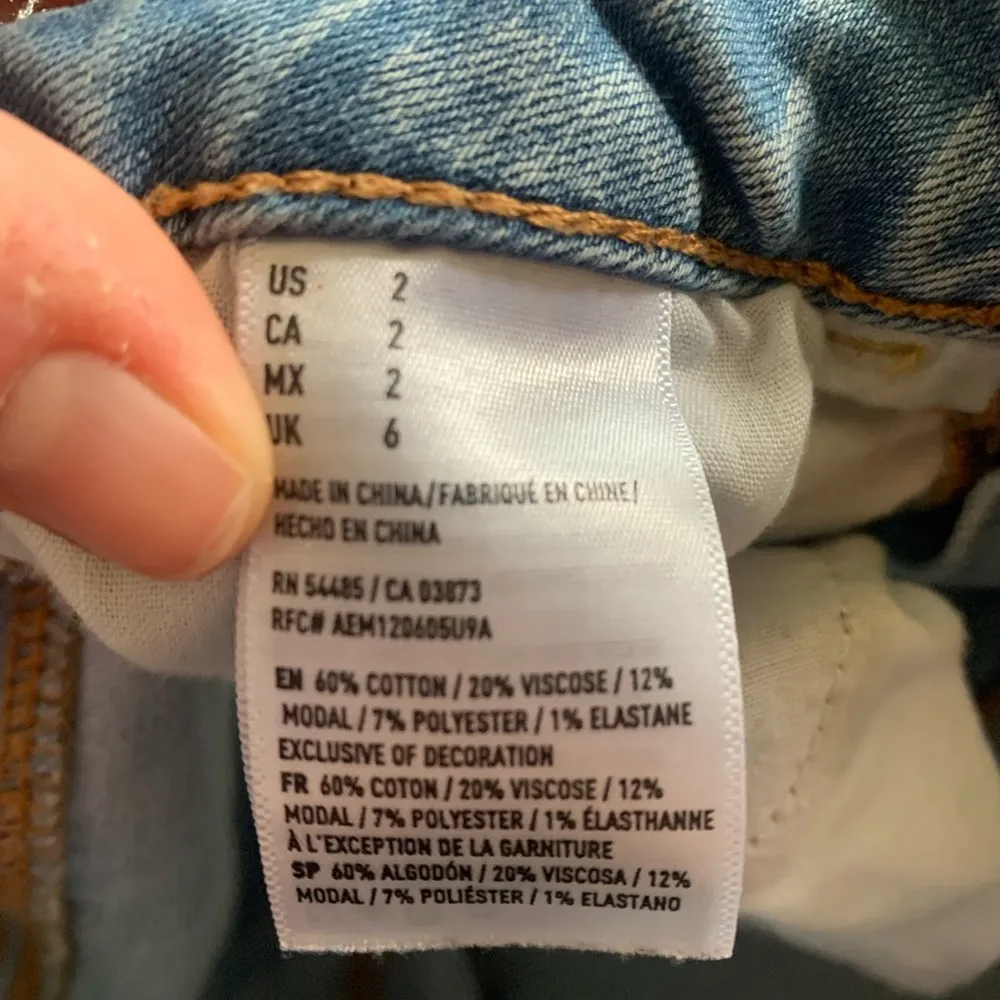 US 2
CA 2
MX 2
UK 6
MADE IN CHINA/FABRIQUÉ EN CHINE/
HECHO EN CHINA
RN 54485 / CA 03073
RFC# AEM120605U9A
EN 60% COTTON / 20% VISCOSE / 12%
MODAL / 7% POLYESTER / 1% ELASTANE
EXCLUSIVE OF DECORATION
FR 60% COTON / 20% VISCOSE / 12%
MODAL / 7% POLYESTER / 1% ÉLASTHANNE
À L'EXCEPTION DE LA GARNITURE
SP 60% ALGODÓN / 20% VISCOSA / 12%
MODAL / 7% POLIÉSTER / 1% ELASTANO